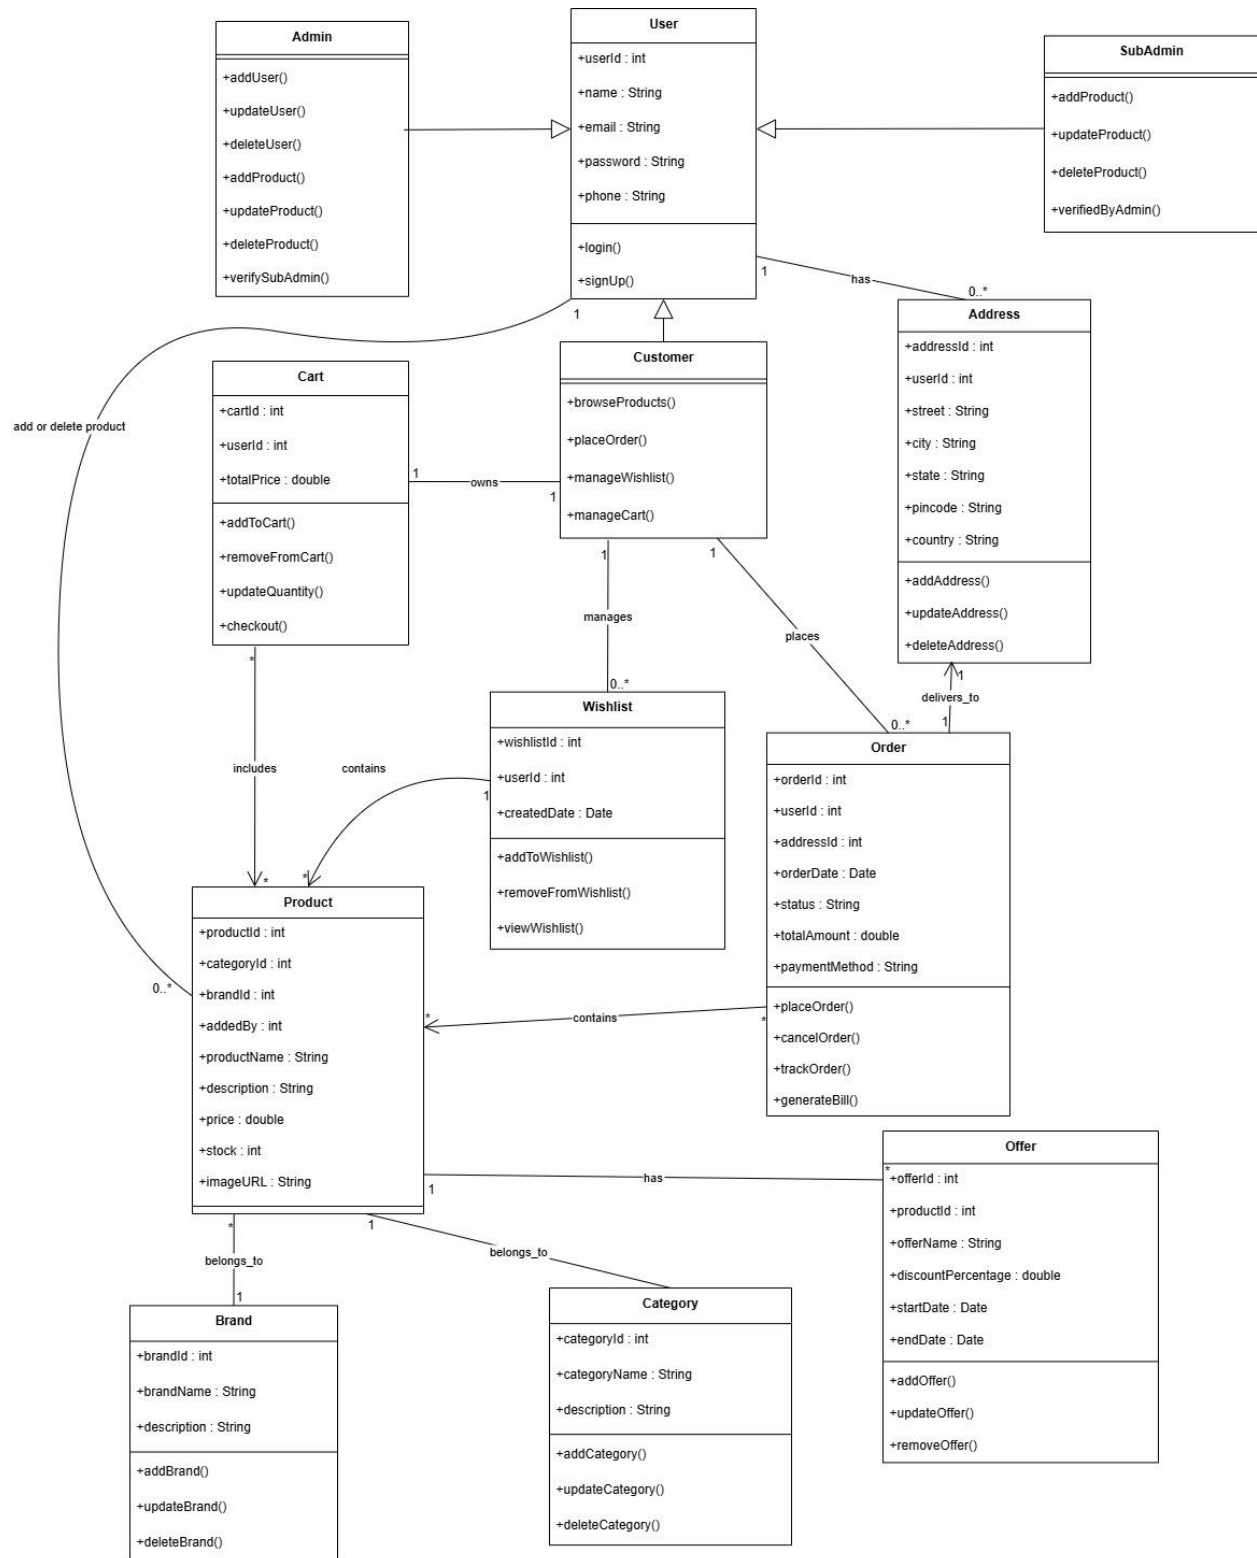 Admin
+addUser()
+updateUser()
+deleteUser()
+addProduct()
+updateProduct()
+deleteProduct()
+verifySubAdmin()
User
+userId : int
+name : String
+email : String
+password : String
+phone : String
+login()
+signUp()
SubAdmin
+addProduct()
+updateProduct()
+deleteProduct()
+verifiedByAdmin()
1
has
0..*
1
add or delete product
0..*
Cart
+cartId : int
+userId : int
+totalPrice : double
+addToCart()
+removeFromCart()
+updateQuantity()
+checkout()
1
owns
1
Customer
+browseProducts()
+placeOrder()
+manageWishlist()
+manageCart()
Address
+addressId : int
+userId : int
+street : String
+city : String
+state : String
+pincode : String
+country : String
+addAddress()
+updateAddress()
+deleteAddress()
1
manages
0..*
1
places
0..*
1
delivers_to
1
*
includes
*
contains
1
*
Wishlist
+wishlistId : int
+userId : int
+createdDate : Date
+addToWishlist()
+removeFromWishlist()
+viewWishlist()
Order
+orderId : int
+userId : int
+addressId : int
+orderDate : Date
+status : String
+totalAmount : double
+paymentMethod : String
+placeOrder()
+cancelOrder()
+trackOrder()
+generateBill()
Product
+productId : int
+categoryId : int
+brandId : int
+addedBy : int
+productName : String
+description : String
+price : double
+stock : int
+imageURL : String
*
contains
*
1
has
*
Offer
+offerId : int
+productId : int
+offerName : String
+discountPercentage : double
+startDate : Date
+endDate : Date
+addOffer()
+updateOffer()
+removeOffer()
*
belongs_to
1
1
belongs_to
Brand
+brandId : int
+brandName : String
+description : String
+addBrand()
+updateBrand()
+deleteBrand()
Category
+categoryId : int
+categoryName : String
+description : String
+addCategory()
+updateCategory()
+deleteCategory()